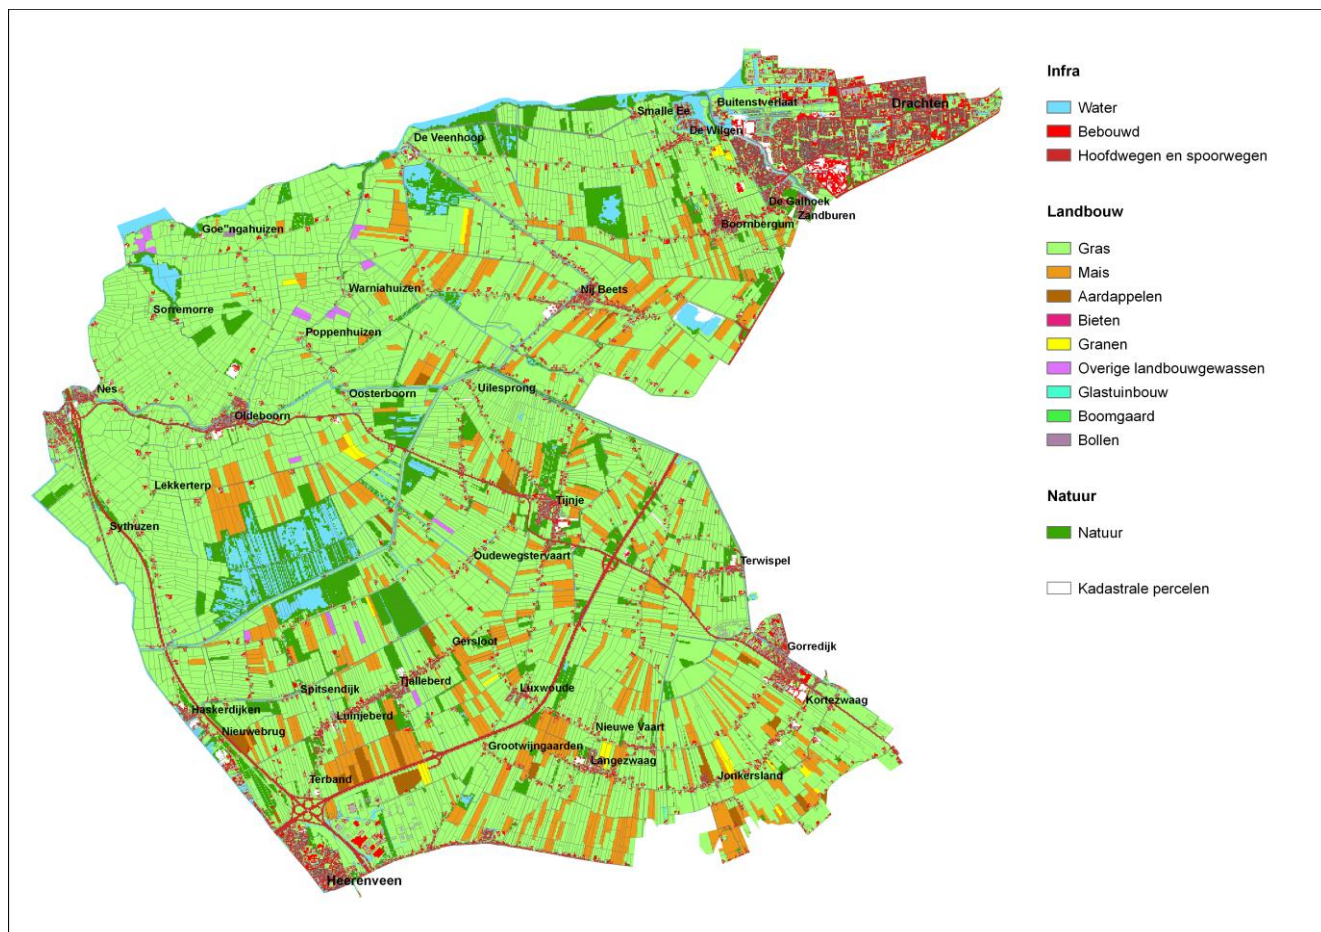 Infra
Water
Bebouwd
Hoofdwegen en spoorwegen
Landbouw
Gras
Mais
Aardappelen
Bieten
Granen
Overige landbouwgewassen
Glastuinbouw
Boomgaard
Bollen
Natuur
Natuur
Kadastrale percelen
Drachten
Buitenstverlaat
Smalle Ee
De Wilgen
De Veenhoop
De Galhoek
Zandburen
Boornbergum
Goe"ngahuizen
Warniahuizen
Nij Beets
Sorremorre
Poppenhuizen
Nes
Oosterboorn
Uilesprong
Oldeboorn
Lekkerterp
Tijnje
Sythuzen
Oudewegstervaart
Terwispel
Gersloot
Gorredijk
Spitsendijk
Tjalleberd
Luxwoude
Kortezwaag
Haskerdijken
Luinjeberd
Nieuwe Vaart
Nieuwebrug
Grootwijngaarden
Langezwaag
Jonkersland
Terband
Heerenveen